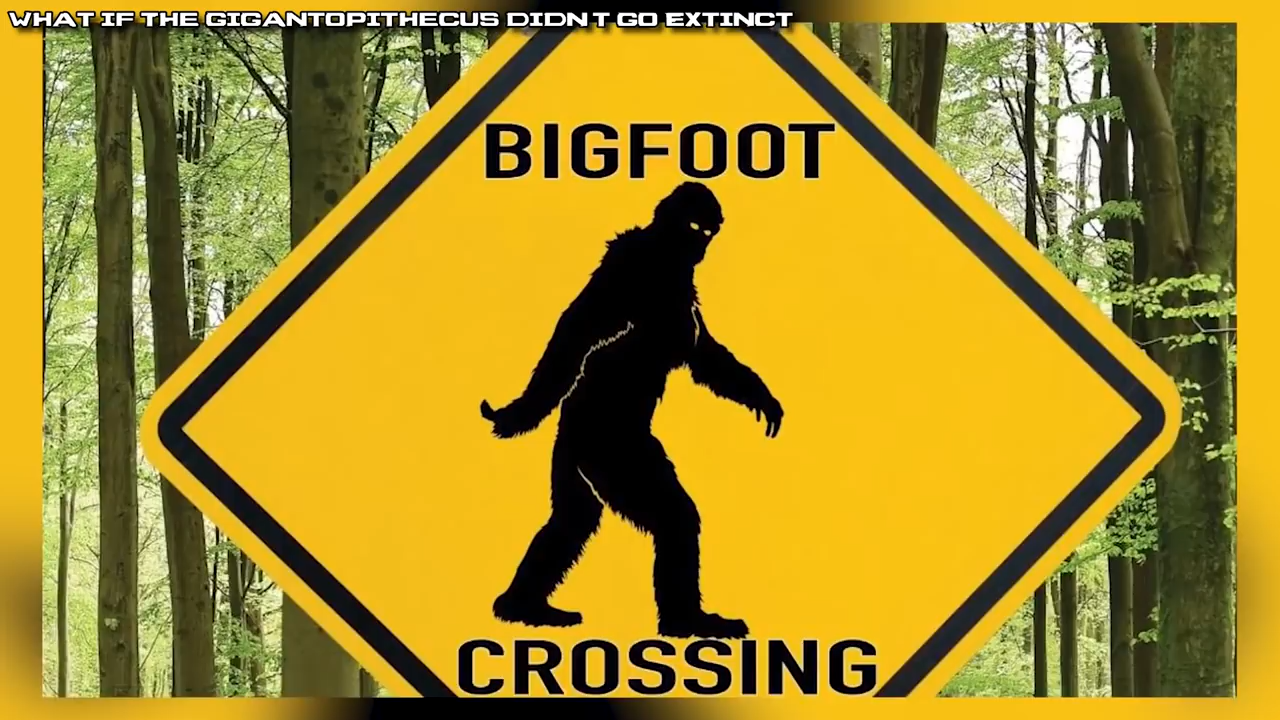 WHAT IF THE GIGANTOPITHECUS DIDN T GO EXTINCT
BIGFOOT
CROSSING